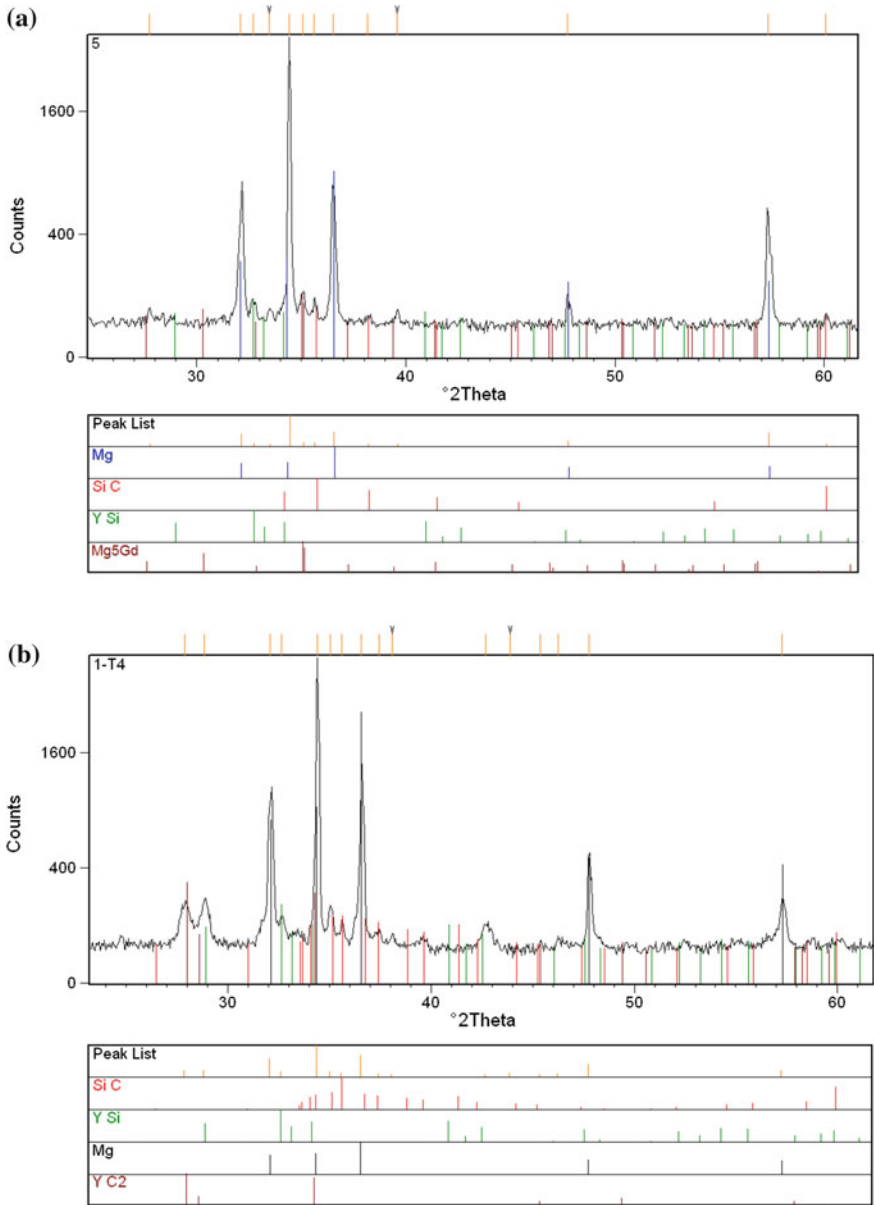 (a)
5
1600
Counts
400
0
30
40
50
60
°2Theta
Peak List
Mg
Si C
Y Si
Mg5Gd
(b)
1-T4
1600
Counts
400
0
30
40
50
60
°2Theta
Peak List
Si C
Y Si
Mg
Y C2